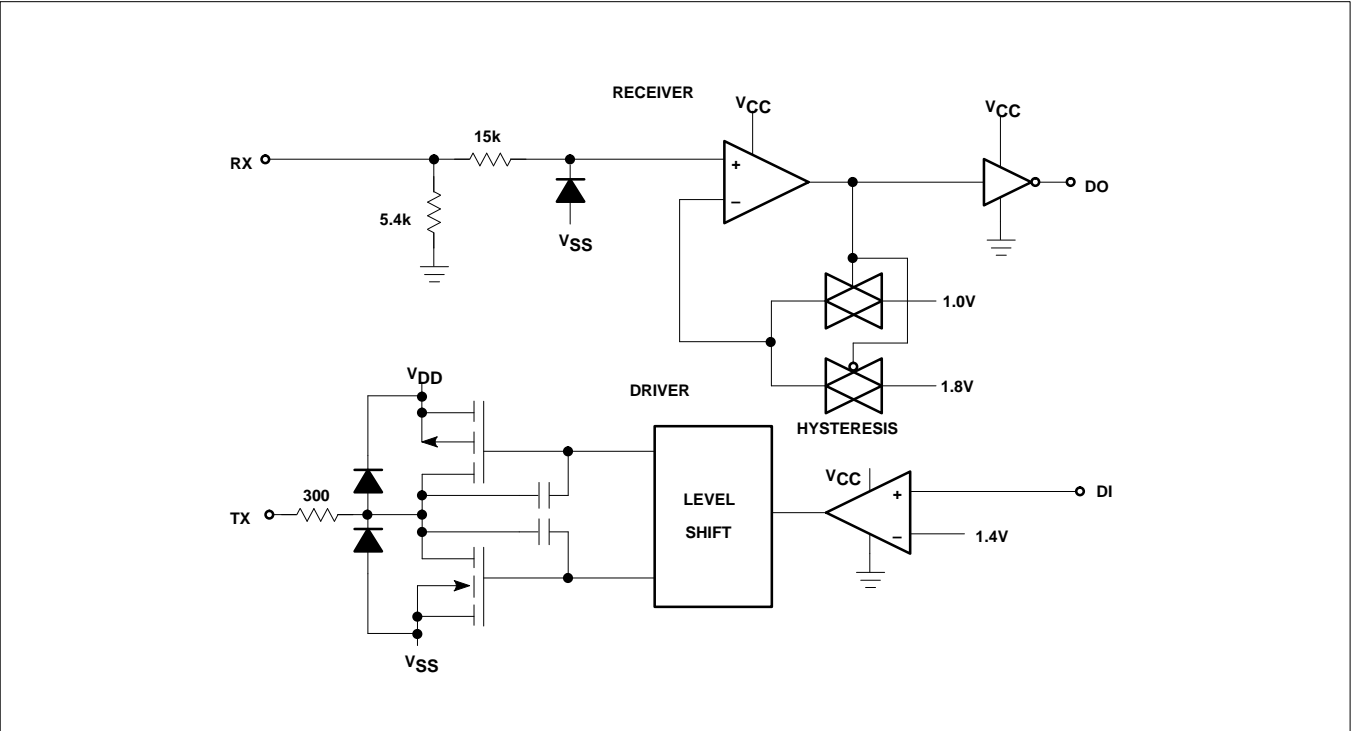 RECEIVER
VCC
VCC
15k
RX
+
DO
5.4k
–
VSS
1.0V
VDD
DRIVER
1.8V
HYSTERESIS
VCC
300
LEVEL
SHIFT
+
DI
TX
–
1.4V
VSS